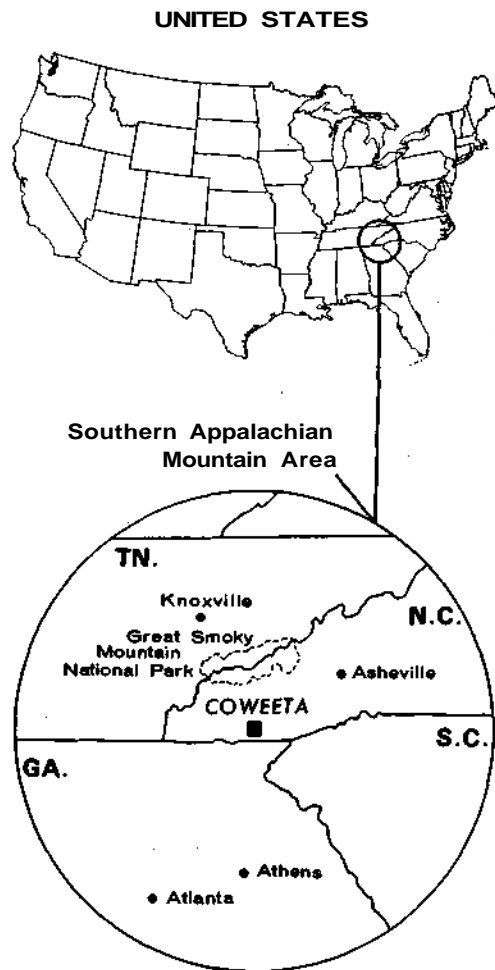 UNITED STATES
Southern Appalachian
Mountain Area
TN.
Knoxville
N.C.
Great Smoky
Mountain
National Park
Asheville
COWEETA
S.C.
GA.
Athens
Atlanta